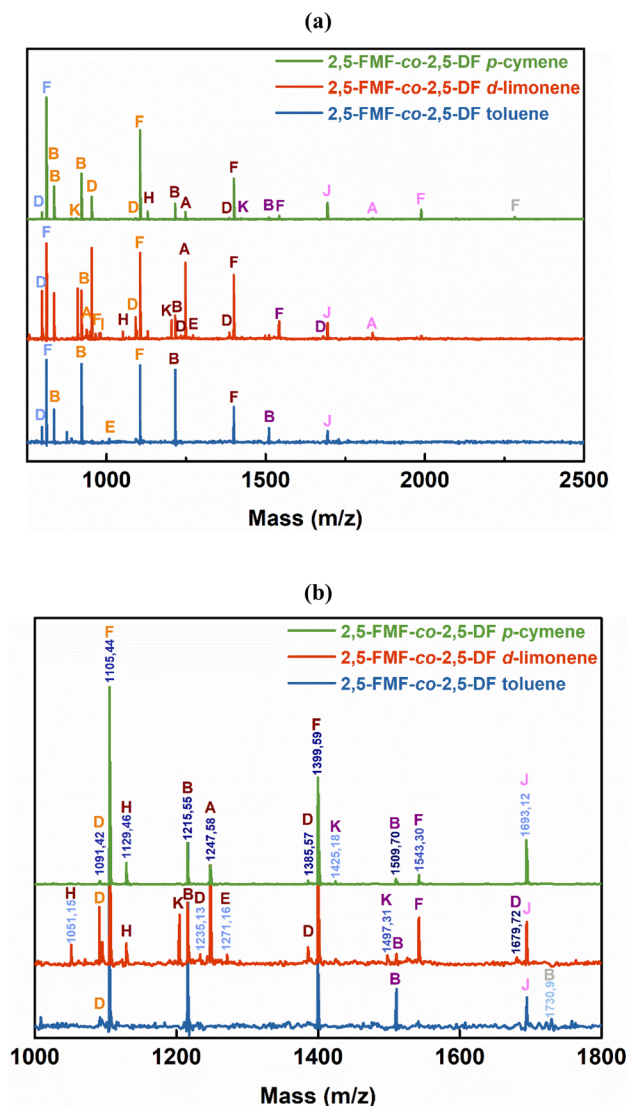 (a)
2,5-FMF-co-2,5-DF p-cymene
2,5-FMF-co-2,5-DF d-limonene
2,5-FMF-co-2,5-DF toluene
F
D
B
B
K
B
D
D
F
H
B
A
D
F
K
B
F
J
A
F
F
F
D
B
A
F
I
D
F
H
K
B
D
A
E
D
F
F
D
J
A
F
D
B
B
E
F
B
F
B
J
1000 1500 2000 2500
Mass (m/z)
(b)
2,5-FMF-co-2,5-DF p-cymene
2,5-FMF-co-2,5-DF d-limonene
2,5-FMF-co-2,5-DF toluene
F 1105,44
D 1091,42
H 1129,46
B 1215,55
A 1247,58
D 1385,57
F 1399,59
K 1425,18
B 1509,70
F 1543,30
J 1693,12
H 1051,15
D
H
K
B
D 1235,13
E 1271,16
D
K 1497,31
B
F
D 1679,72
J
D
B
J
B 1730,9
1000 1200 1400 1600 1800
Mass (m/z)